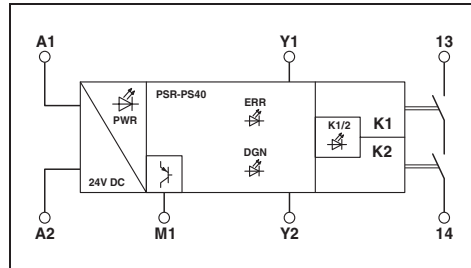 A1 Y1 13
PSR-PS40
PWR
ERR
K1/2
K1
K2
DGN
24V DC
A2 M1 Y2 14